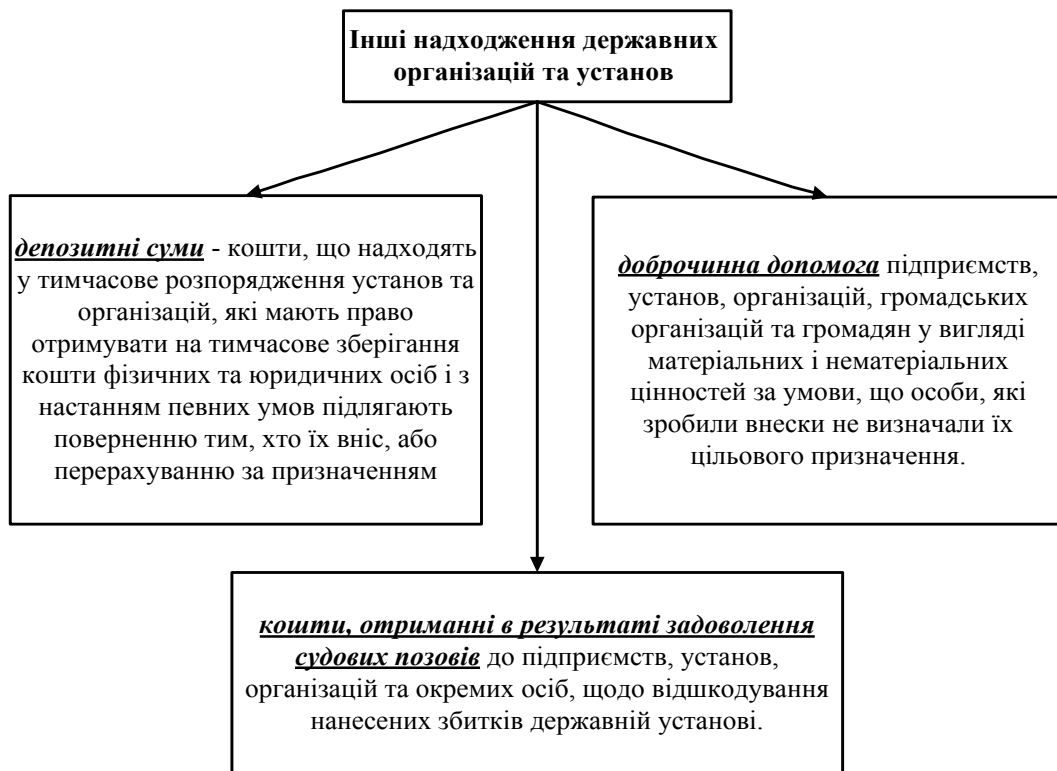 Інші надходження державних
організацій та установ
депозитні суми - кошти, що надходять
у тимчасове розпорядження установ та
організацій, які мають право
отримувати на тимчасове зберігання
кошти фізичних та юридичних осіб і з
настанням певних умов підлягають
поверненню тим, хто їх вніс, або
перерахуванню за призначенням
доброчинна допомога підприємств,
установ, організацій, громадських
організацій та громадян у вигляді
матеріальних і нематеріальних
цінностей за умови, що особи, які
зробили внески не визначали їх
цільового призначення.
кошти, отриманні в результаті задоволення
судових позовів до підприємств, установ,
організацій та окремих осіб, щодо відшкодування
нанесених збитків державній установі.